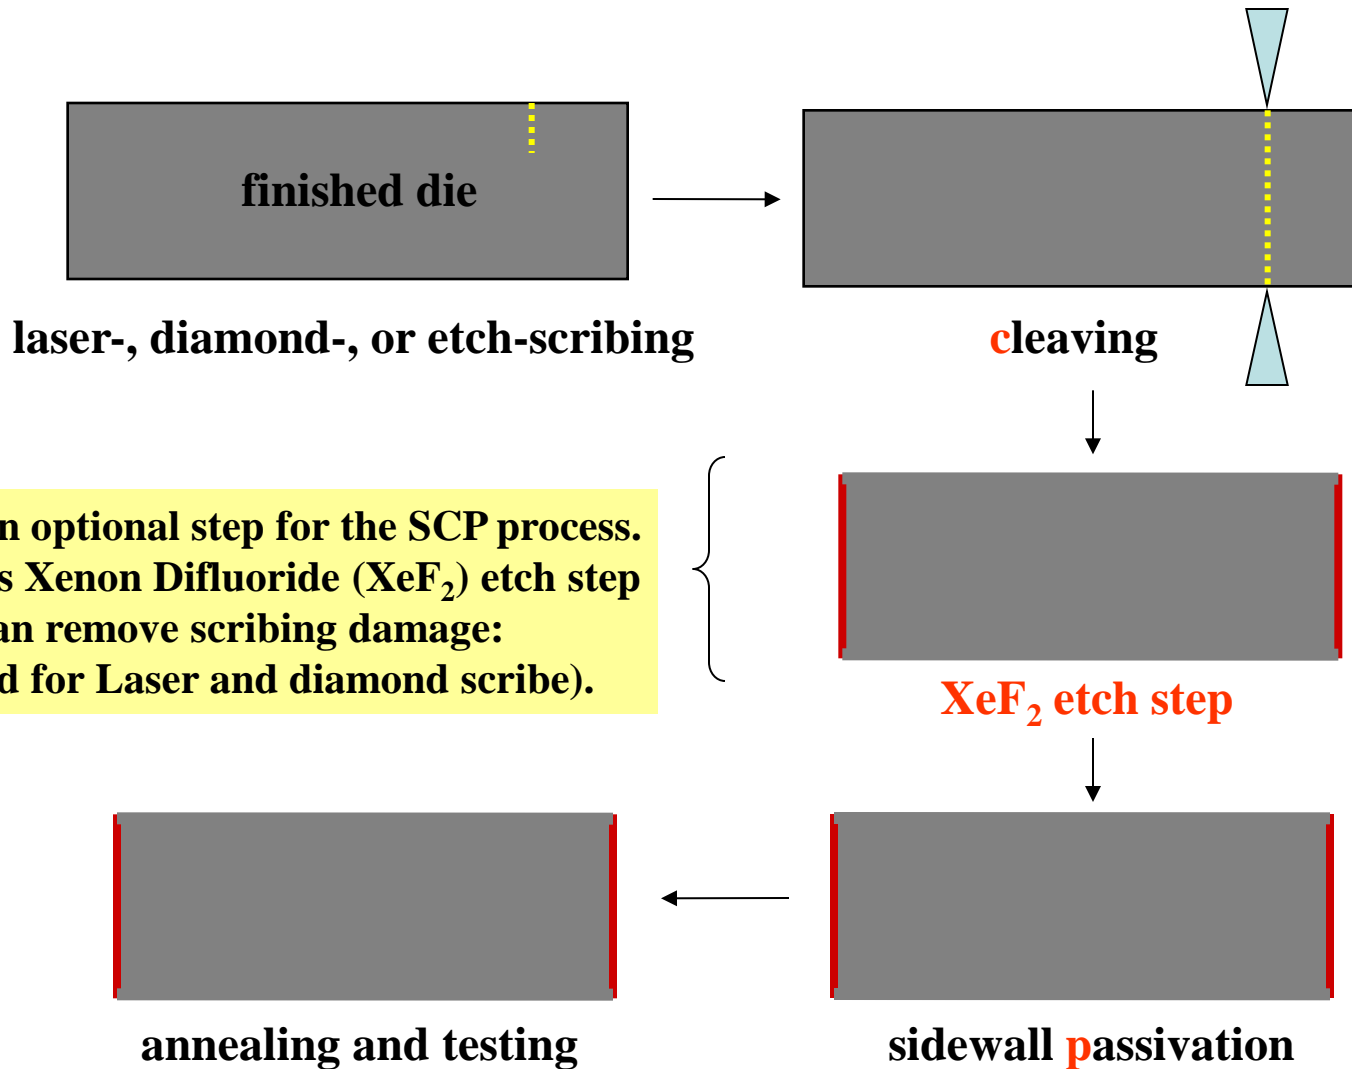 finished die
laser-, diamond-, or etch-scribing
cleaving
n optional step for the SCP process.
s Xenon Difluoride (XeF₂) etch step
an remove scribing damage:
d for Laser and diamond scribe).
XeF₂ etch step
annealing and testing
sidewall passivation